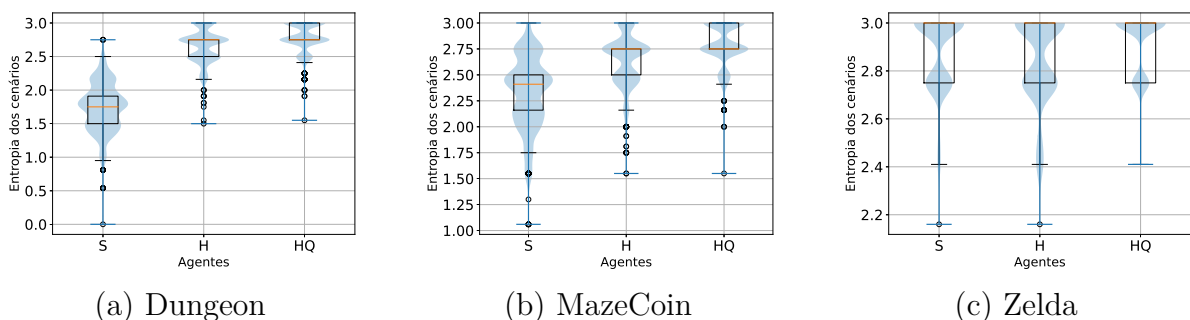 3.0
2.5
2.0
1.5
1.0
0.5
0.0
Entropia dos cenários
S H HQ
Agentes
(a) Dungeon
3.00
2.75
2.50
2.25
2.00
1.75
1.50
1.25
1.00
Entropia dos cenários
S H HQ
Agentes
(b) MazeCoin
3.0
2.8
2.6
2.4
2.2
Entropia dos cenários
S H HQ
Agentes
(c) Zelda